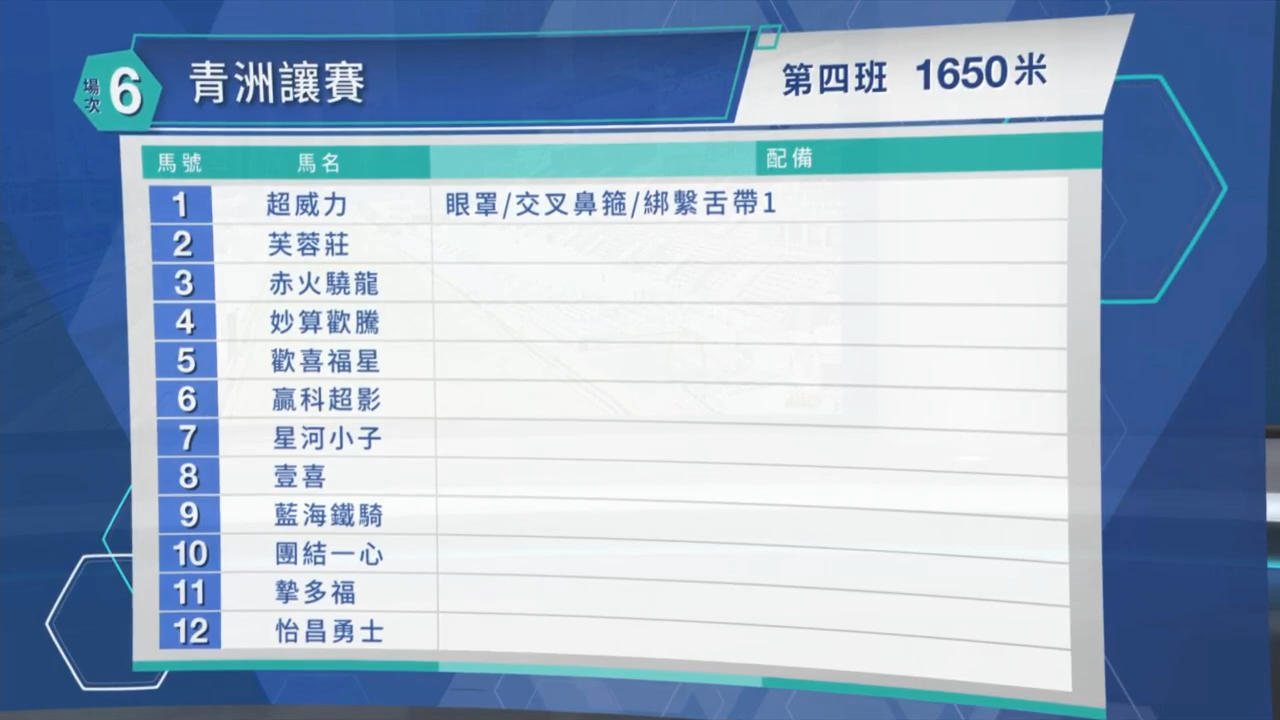 場次 6 青洲讓賽 第四班 1650米
馬號 馬名 配備
1 超威力 眼罩/交叉鼻箍/綁繫舌帶1
2 芙蓉莊
3 赤火驍龍
4 妙算歡騰
5 歡喜福星
6 贏科超影
7 星河小子
8 壹喜
9 藍海鐵騎
10 團結一心
11 摯多福
12 怡昌勇士